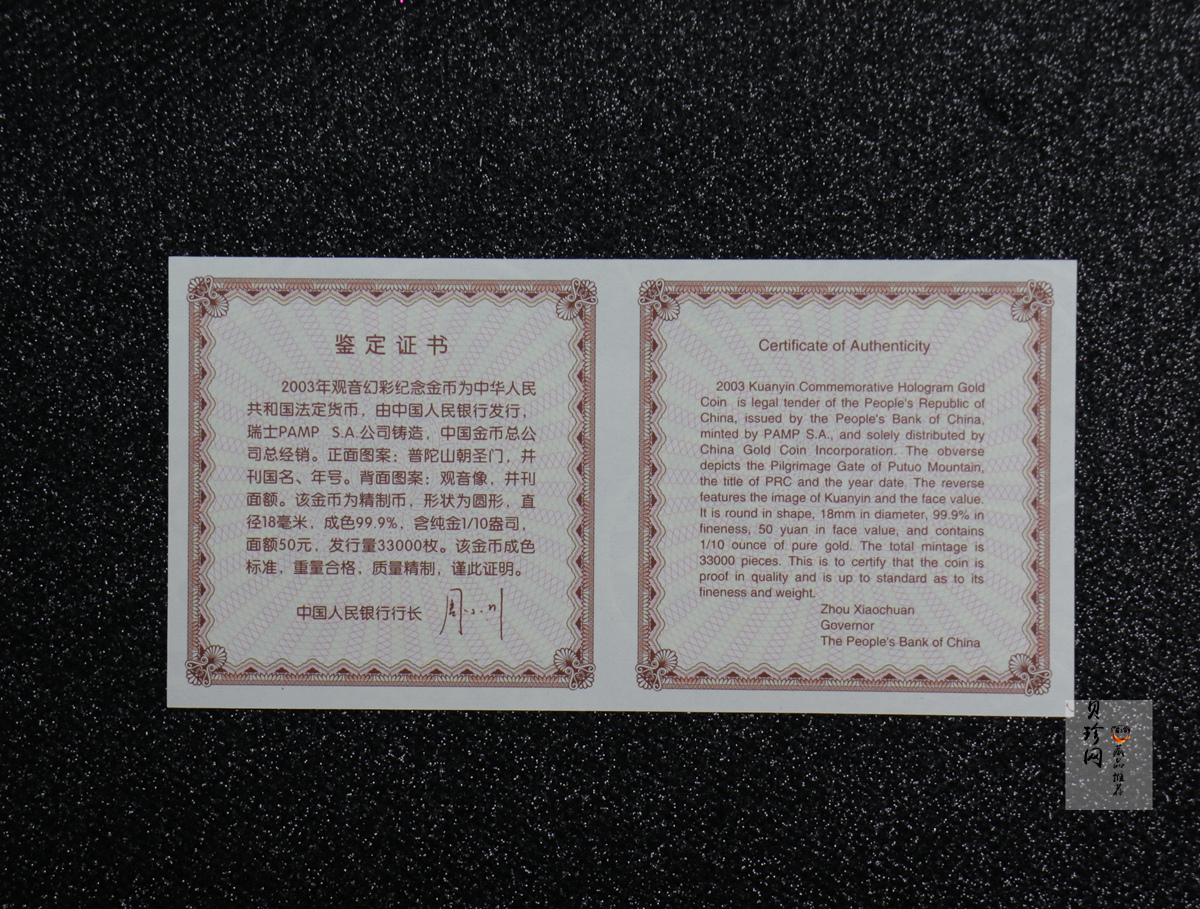 鉴定证书
2003年观音幻彩纪念金币为中华人民
共和国法定货币，由中国人民银行发行，
瑞士PAMP S.A.公司铸造，中国金币总公
司总经销。正面图案：普陀山朝圣门，并
刊国名、年号。背面图案：观音像，并刊
面额。该金币为精制币，形状为圆形，直
径18毫米，成色99.9%，含纯金1/10盎司，
面额50元，发行量33000枚。该金币成色
标准，重量合格，质量精制，谨此证明。
中国人民银行行长 周小川
Certificate of Authenticity
2003 Kuanyin Commemorative Hologram Gold
Coin is legal tender of the People's Republic of
China, issued by the People's Bank of China,
minted by PAMP S.A., and solely distributed by
China Gold Coin Incorporation. The obverse
depicts the Pilgrimage Gate of Putuo Mountain,
the title of PRC and the year date. The reverse
features the image of Kuanyin and the face value.
It is round in shape, 18mm in diameter, 99.9% in
fineness, 50 yuan in face value, and contains
1/10 ounce of pure gold. The total mintage is
33000 pieces. This is to certify that the coin is
proof in quality and is up to standard as to its
fineness and weight.
Zhou Xiaochuan
Governor
The People's Bank of China
贝珍网
藏品推荐